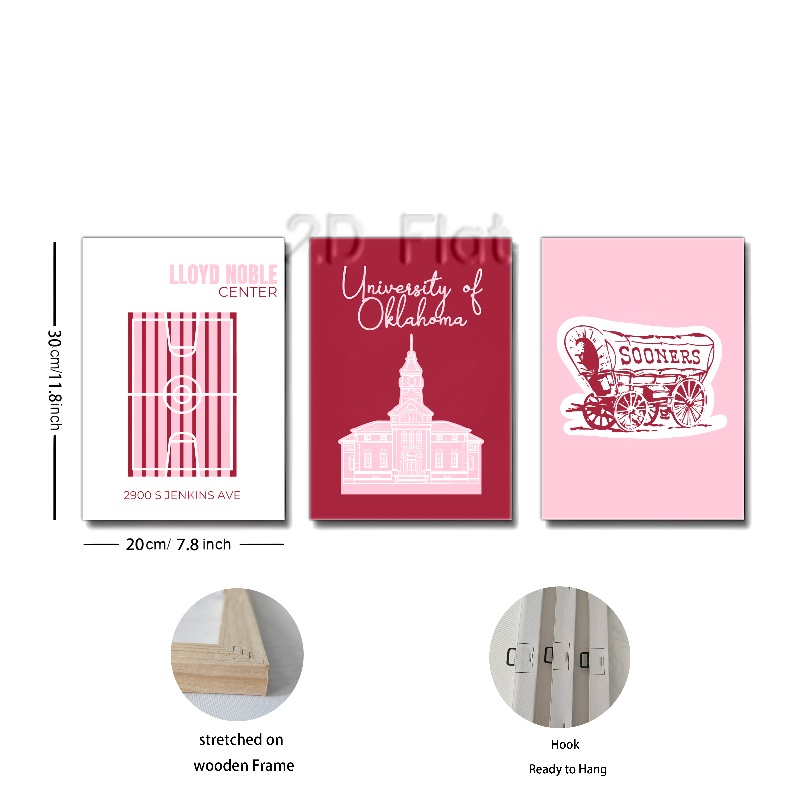 2D Flat
LLOYD NOBLE
CENTER
2900 S JENKINS AVE
University of
Oklahoma
SOONERS
30cm/11.8inch
20cm/ 7.8 inch
stretched on
wooden Frame
Hook
Ready to Hang